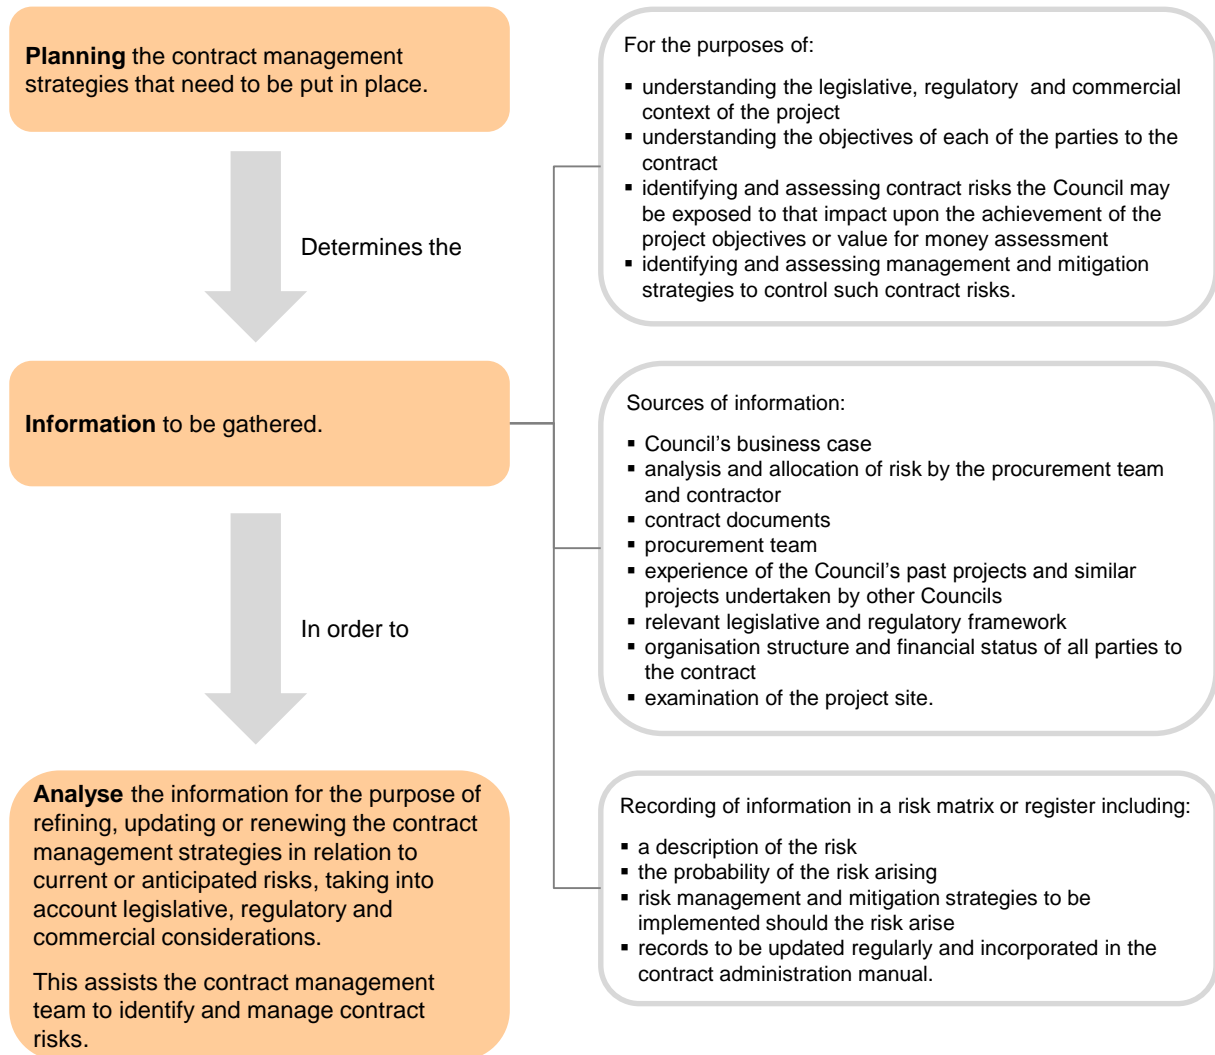 Planning the contract management
strategies that need to be put in place.
Determines the
Information to be gathered.
In order to
Analyse the information for the purpose of
refining, updating or renewing the contract
management strategies in relation to
current or anticipated risks, taking into
account legislative, regulatory and
commercial considerations.
This assists the contract management
team to identify and manage contract
risks.
For the purposes of:
▪ understanding the legislative, regulatory and commercial
context of the project
▪ understanding the objectives of each of the parties to the
contract
▪ identifying and assessing contract risks the Council may
be exposed to that impact upon the achievement of the
project objectives or value for money assessment
▪ identifying and assessing management and mitigation
strategies to control such contract risks.
Sources of information:
▪ Council's business case
▪ analysis and allocation of risk by the procurement team
and contractor
▪ contract documents
▪ procurement team
▪ experience of the Council's past projects and similar
projects undertaken by other Councils
▪ relevant legislative and regulatory framework
▪ organisation structure and financial status of all parties to
the contract
▪ examination of the project site.
Recording of information in a risk matrix or register including:
▪ a description of the risk
▪ the probability of the risk arising
▪ risk management and mitigation strategies to be
implemented should the risk arise
▪ records to be updated regularly and incorporated in the
contract administration manual.